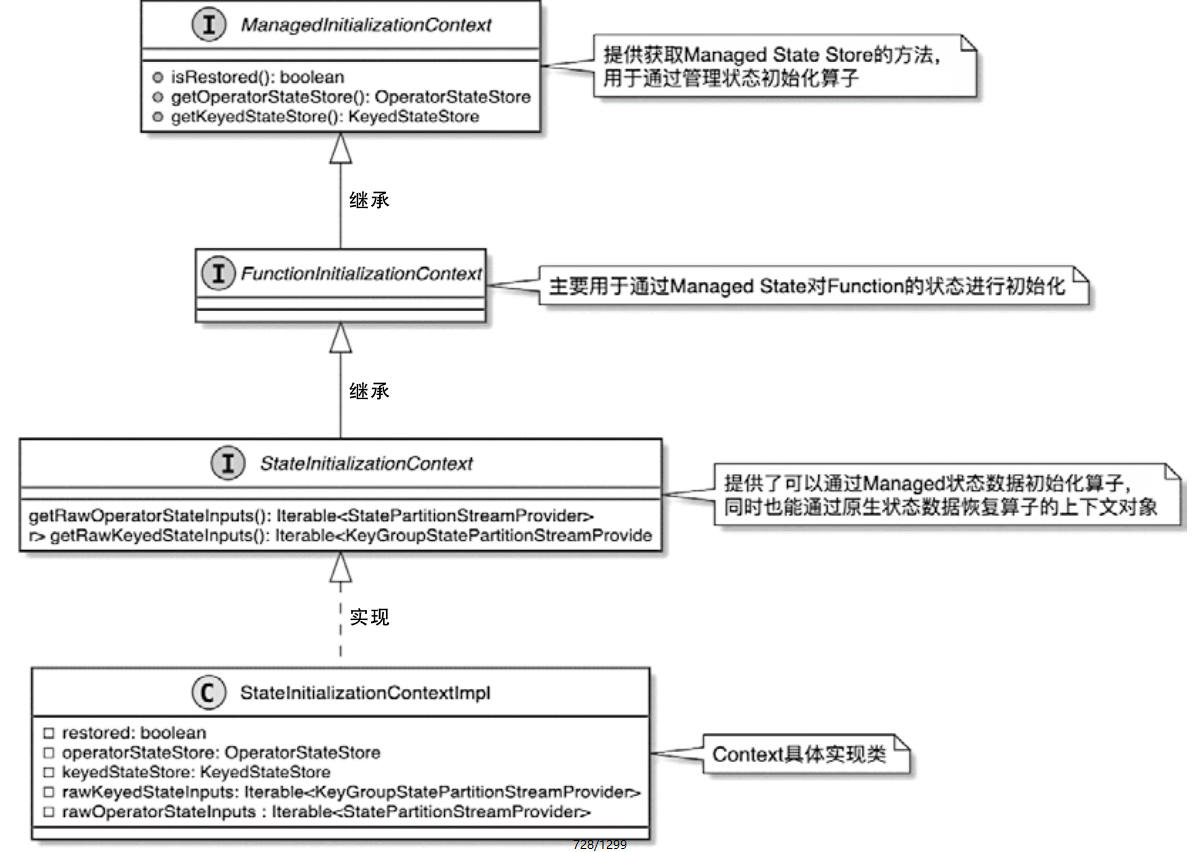 I ManagedInitializationContext
isRestored(): boolean
getOperatorStateStore(): OperatorStateStore
getKeyedStateStore(): KeyedStateStore
提供获取Managed State Store的方法,
用于通过管理状态初始化算子
继承
I FunctionInitializationContext
主要用于通过Managed State对Function的状态进行初始化
继承
I StateInitializationContext
getRawOperatorStateInputs(): Iterable<StatePartitionStreamProvider>
r> getRawKeyedStateInputs(): Iterable<KeyGroupStatePartitionStreamProvide
提供了可以通过Managed状态数据初始化算子,
同时也能通过原生状态数据恢复算子的上下文对象
实现
C StateInitializationContextImpl
restored: boolean
operatorStateStore: OperatorStateStore
keyedStateStore: KeyedStateStore
rawKeyedStateInputs: Iterable<KeyGroupStatePartitionStreamProvider>
rawOperatorStateInputs : Iterable<StatePartitionStreamProvider>
Context具体实现类
728/1299